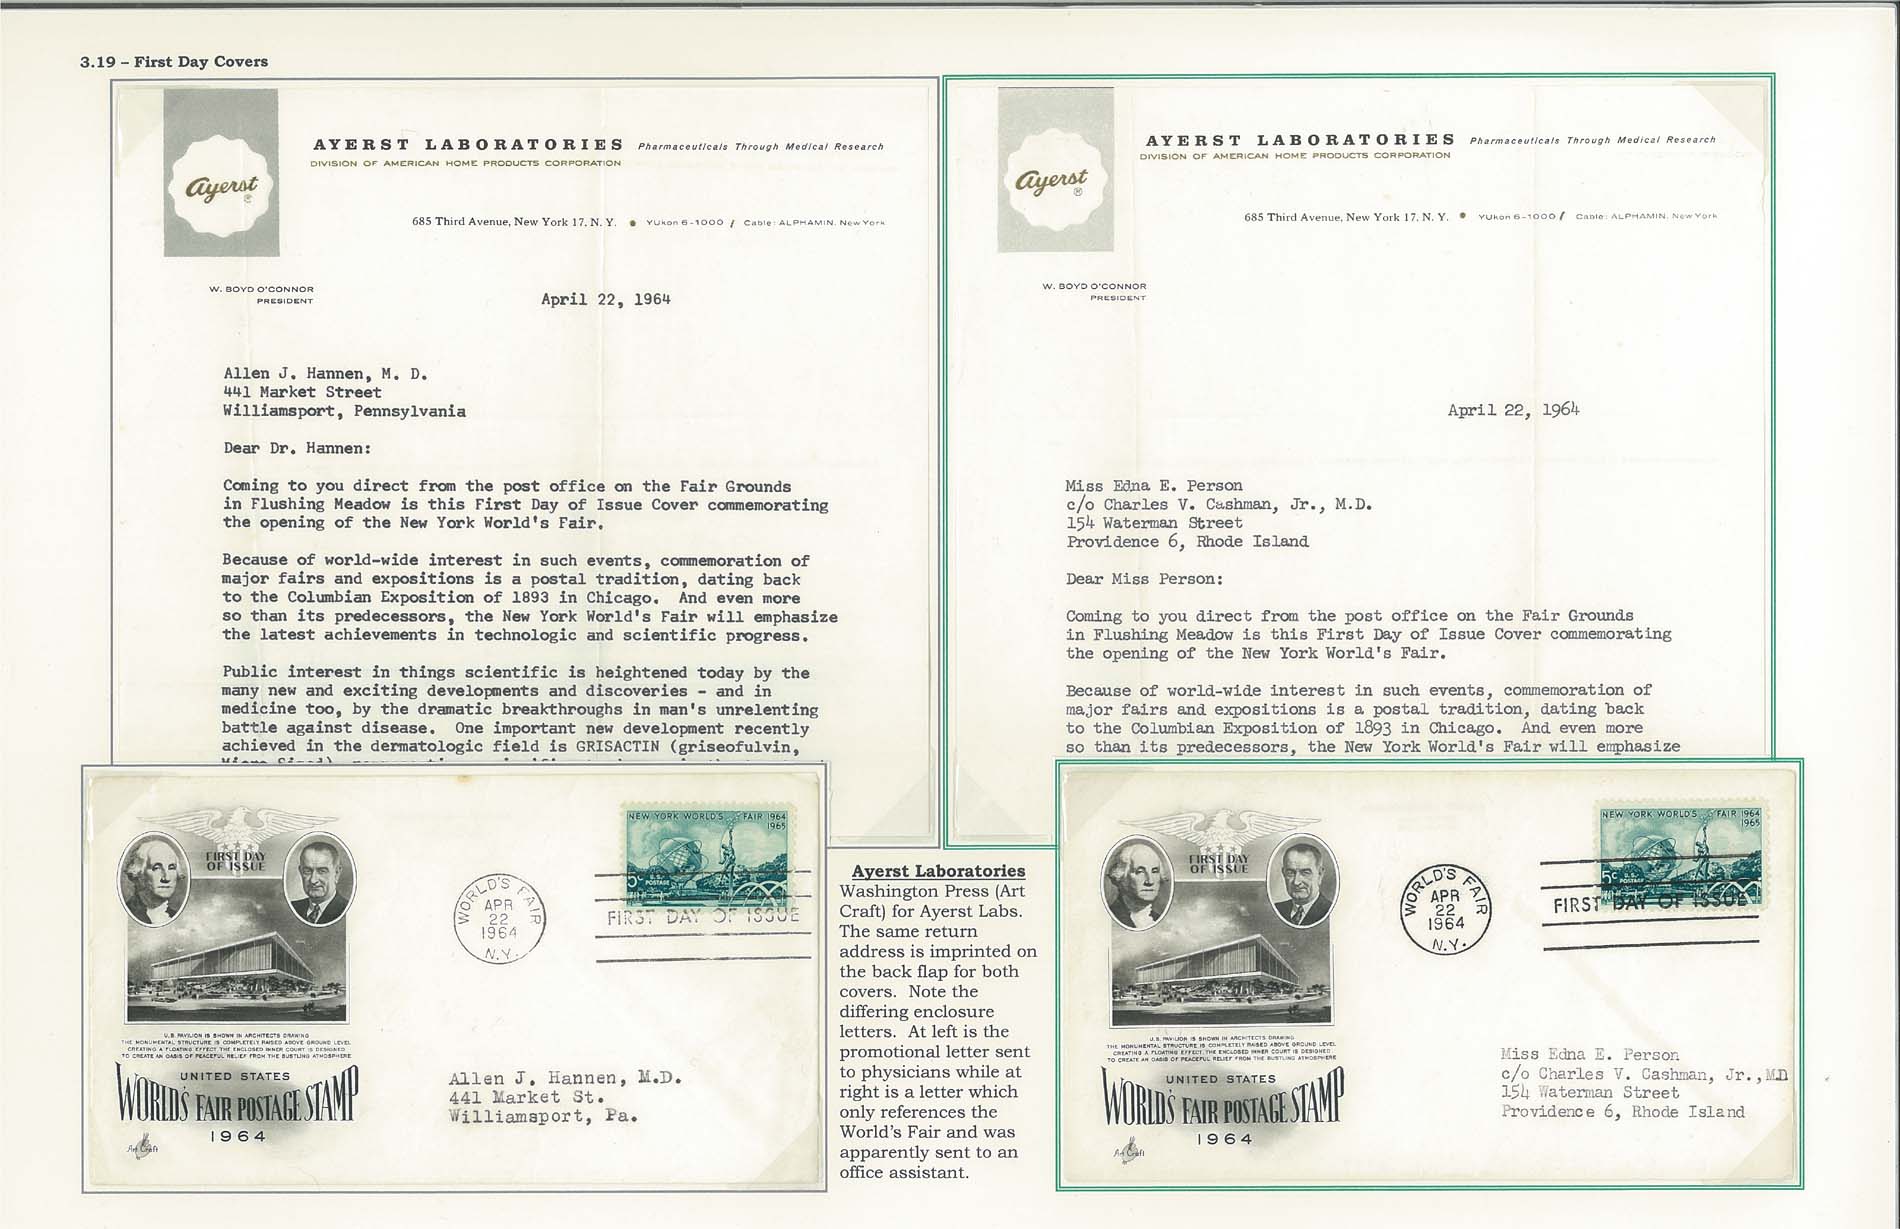 3.19 – First Day Covers
Ayerst
®
AYERST LABORATORIES Pharmaceuticals Through Medical Research
DIVISION OF AMERICAN HOME PRODUCTS CORPORATION
685 Third Avenue, New York 17, N. Y. • YUkon 6-1000 / Cable: ALPHAMIN, New York
W. BOYD O'CONNOR
PRESIDENT
April 22, 1964
Allen J. Hannen, M. D.
441 Market Street
Williamsport, Pennsylvania
Dear Dr. Hannen:
Coming to you direct from the post office on the Fair Grounds
in Flushing Meadow is this First Day of Issue Cover commemorating
the opening of the New York World's Fair.
Because of world-wide interest in such events, commemoration of
major fairs and expositions is a postal tradition, dating back
to the Columbian Exposition of 1893 in Chicago. And even more
so than its predecessors, the New York World's Fair will emphasize
the latest achievements in technologic and scientific progress.
Public interest in things scientific is heightened today by the
many new and exciting developments and discoveries - and in
medicine too, by the dramatic breakthroughs in man's unrelenting
battle against disease. One important new development recently
achieved in the dermatologic field is GRISACTIN (griseofulvin,
Ayerst
®
AYERST LABORATORIES Pharmaceuticals Through Medical Research
DIVISION OF AMERICAN HOME PRODUCTS CORPORATION
685 Third Avenue, New York 17, N. Y. • YUkon 6-1000 / Cable: ALPHAMIN, New York
W. BOYD O'CONNOR
PRESIDENT
April 22, 1964
Miss Edna E. Person
c/o Charles V. Cashman, Jr., M.D.
154 Waterman Street
Providence 6, Rhode Island
Dear Miss Person:
Coming to you direct from the post office on the Fair Grounds
in Flushing Meadow is this First Day of Issue Cover commemorating
the opening of the New York World's Fair.
Because of world-wide interest in such events, commemoration of
major fairs and expositions is a postal tradition, dating back
to the Columbian Exposition of 1893 in Chicago. And even more
so than its predecessors, the New York World's Fair will emphasize
FIRST DAY
OF ISSUE
U.S. PAVILION IS SHOWN IN ARCHITECTS DRAWING
THE MONUMENTAL STRUCTURE IS COMPLETELY RAISED ABOVE GROUND LEVEL
CREATING A FLOATING EFFECT. THE ENCLOSED INNER COURT IS DESIGNED
TO CREATE AN OASIS OF PEACEFUL RELIEF FROM THE BUSTLING ATMOSPHERE
UNITED STATES
WORLD'S FAIR POSTAGE STAMP
1964
Art Craft
WORLD'S FAIR
APR
22
1964
N.Y.
NEW YORK WORLD'S FAIR 1964
1965
5c
U.S.
POSTAGE
FIRST DAY OF ISSUE
Allen J. Hannen, M.D.
441 Market St.
Williamsport, Pa.
Ayerst Laboratories
Washington Press (Art
Craft) for Ayerst Labs.
The same return
address is imprinted on
the back flap for both
covers. Note the
differing enclosure
letters. At left is the
promotional letter sent
to physicians while at
right is a letter which
only references the
World's Fair and was
apparently sent to an
office assistant.
FIRST DAY
OF ISSUE
U.S. PAVILION IS SHOWN IN ARCHITECTS DRAWING
THE MONUMENTAL STRUCTURE IS COMPLETELY RAISED ABOVE GROUND LEVEL
CREATING A FLOATING EFFECT. THE ENCLOSED INNER COURT IS DESIGNED
TO CREATE AN OASIS OF PEACEFUL RELIEF FROM THE BUSTLING ATMOSPHERE
UNITED STATES
WORLD'S FAIR POSTAGE STAMP
1964
Art Craft
WORLD'S FAIR
APR
22
1964
N.Y.
NEW YORK WORLD'S FAIR 1964
1965
5c
U.S.
POSTAGE
FIRST DAY OF ISSUE
Miss Edna E. Person
c/o Charles V. Cashman, Jr.,MD
154 Waterman Street
Providence 6, Rhode Island